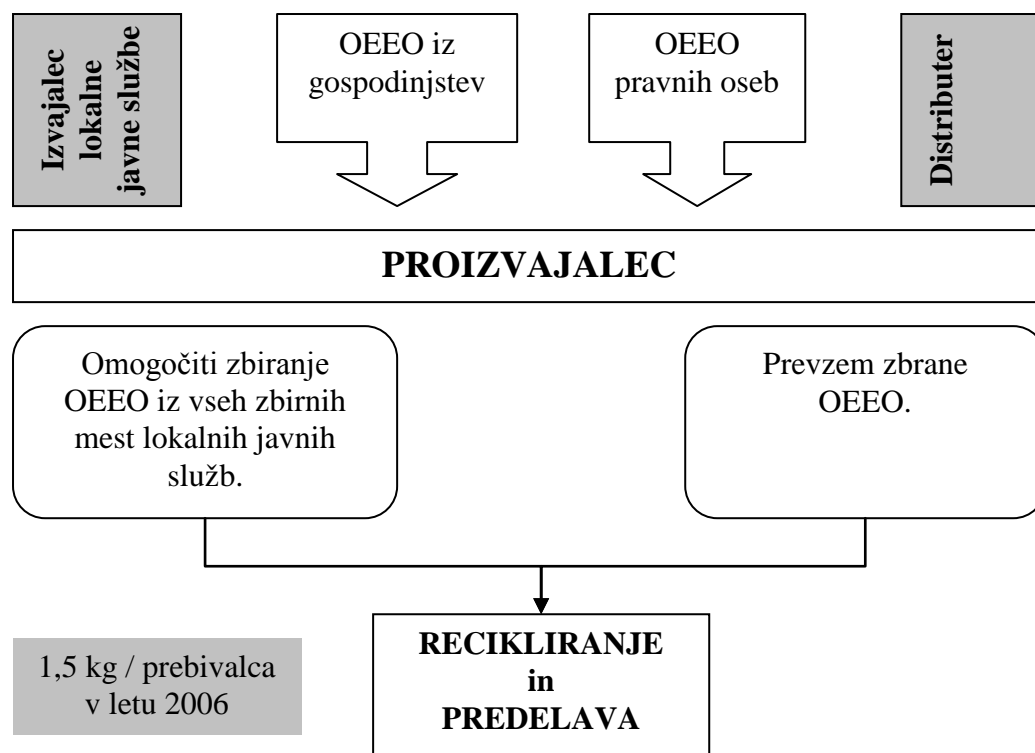 Izvajalec
lokalne
javne službe
OEEO iz
gospodinjstev
OEEO
pravnih oseb
Distributer
PROIZVAJALEC
Omogočiti zbiranje
OEEO iz vseh zbirnih
mest lokalnih javnih
služb.
Prevzem zbrane
OEEO.
1,5 kg / prebivalca
v letu 2006
RECIKLIRANJE
in
PREDELAVA